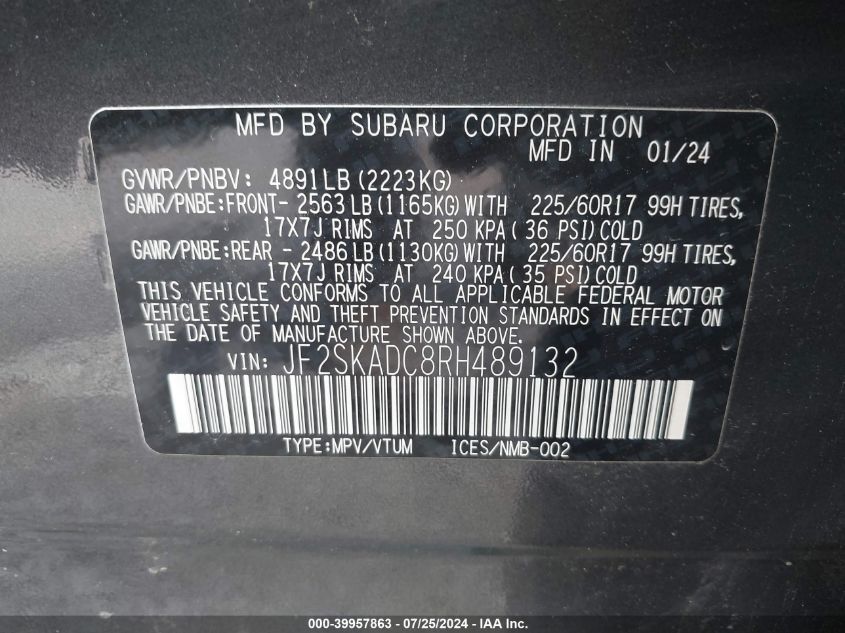 MFD BY SUBARU CORPORATION
MFD IN 01/24
GVWR/PNBV: 4891LB (2223KG)
GAWR/PNBE:FRONT- 2563LB (1165KG) WITH 225/60R17 99H TIRES,
17X7J RIMS AT 250 KPA (36 PSI) COLD
GAWR/PNBE:REAR - 2486LB (1130KG) WITH 225/60R17 99H TIRES,
17X7J RIMS AT 240 KPA (35 PSI) COLD
THIS VEHICLE CONFORMS TO ALL APPLICABLE FEDERAL MOTOR
VEHICLE SAFETY AND THEFT PREVENTION STANDARDS IN EFFECT ON
THE DATE OF MANUFACTURE SHOWN ABOVE.
VIN: JF2SKADC8RH489132
TYPE:MPV/VTUM ICES/NMB-002
000-39957863 - 07/25/2024 - IAA Inc.